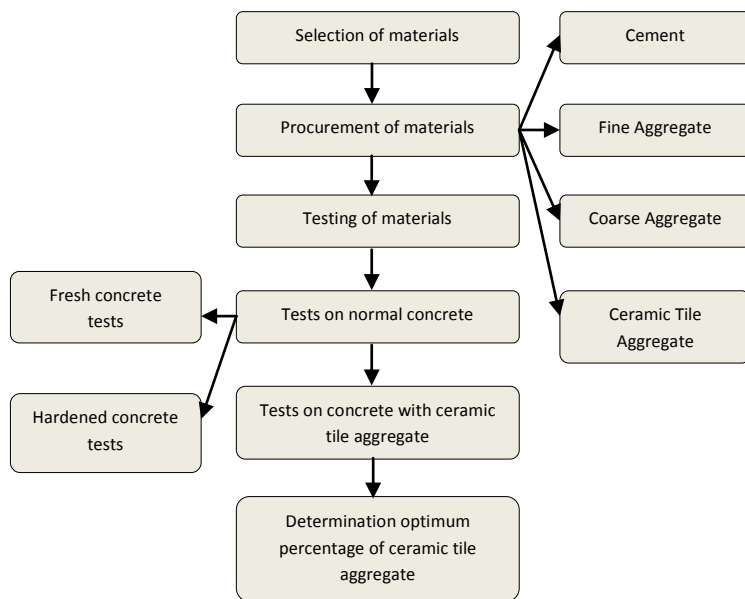 Selection of materials
Cement
Procurement of materials
Fine Aggregate
Testing of materials
Coarse Aggregate
Fresh concrete
tests
Tests on normal concrete
Ceramic Tile
Aggregate
Hardened concrete
tests
Tests on concrete with ceramic
tile aggregate
Determination optimum
percentage of ceramic tile
aggregate